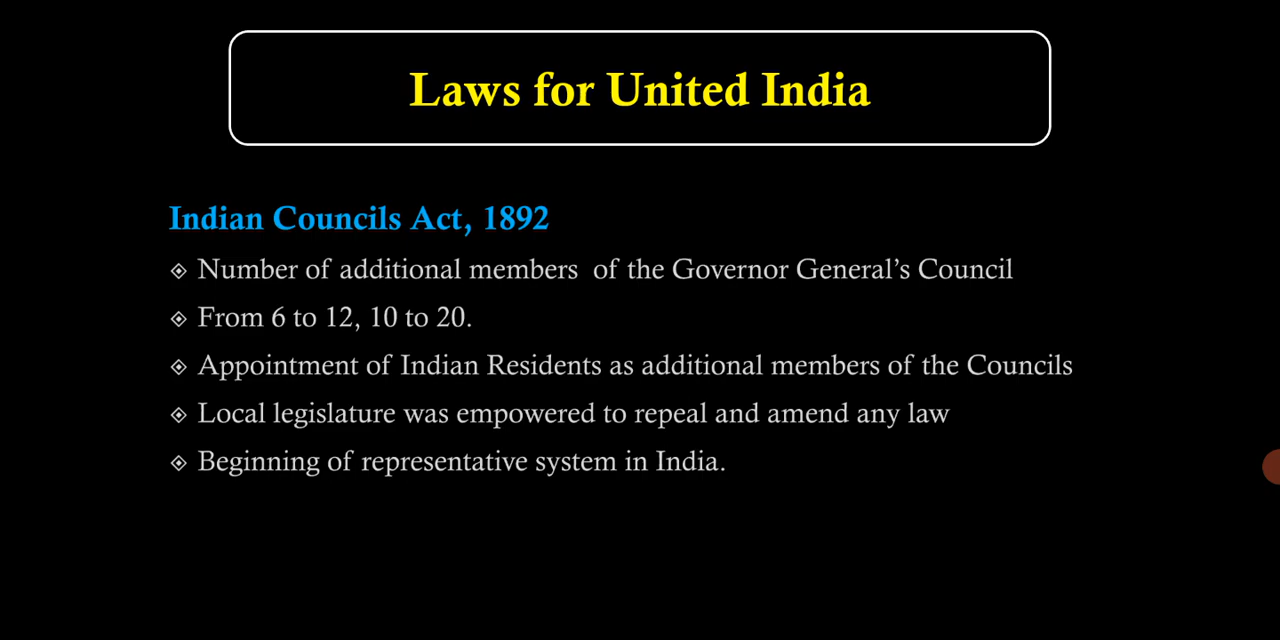 Laws for United India
Indian Councils Act, 1892
Number of additional members of the Governor General's Council
From 6 to 12, 10 to 20.
Appointment of Indian Residents as additional members of the Councils
Local legislature was empowered to repeal and amend any law
Beginning of representative system in India.